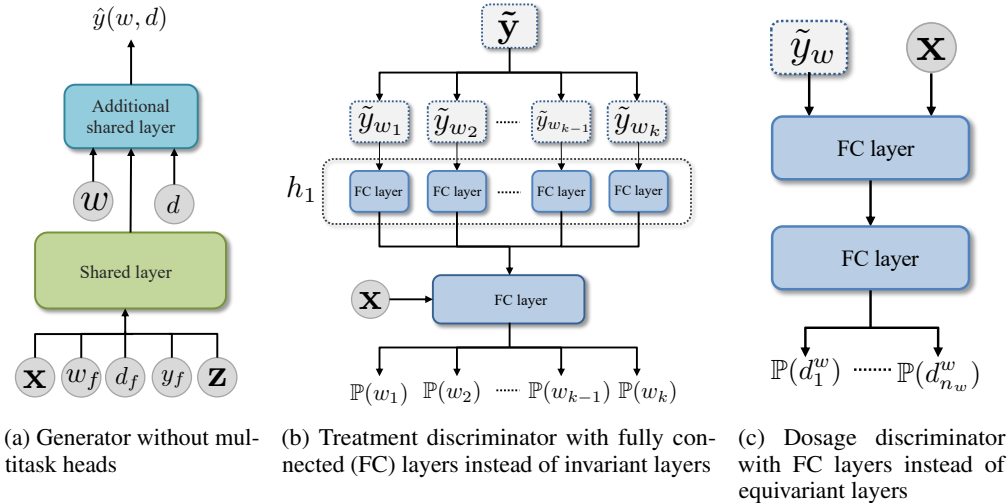 ŷ(w, d)
Additional
shared layer
w
d
Shared layer
x w_f d_f y_f z
(a) Generator without mul-
titask heads
ỹ
ỹ_{w_1} ỹ_{w_2} ······ ỹ_{w_{k−1}} ỹ_{w_k}
h_1
FC layer FC layer ······ FC layer FC layer
x
FC layer
ℙ(w_1) ℙ(w_2) ······ ℙ(w_{k−1}) ℙ(w_k)
(b) Treatment discriminator with fully con-
nected (FC) layers instead of invariant layers
ỹ_w
x
FC layer
FC layer
ℙ(d_1^w) ········ ℙ(d_{n_w}^w)
(c) Dosage discriminator
with FC layers instead of
equivariant layers